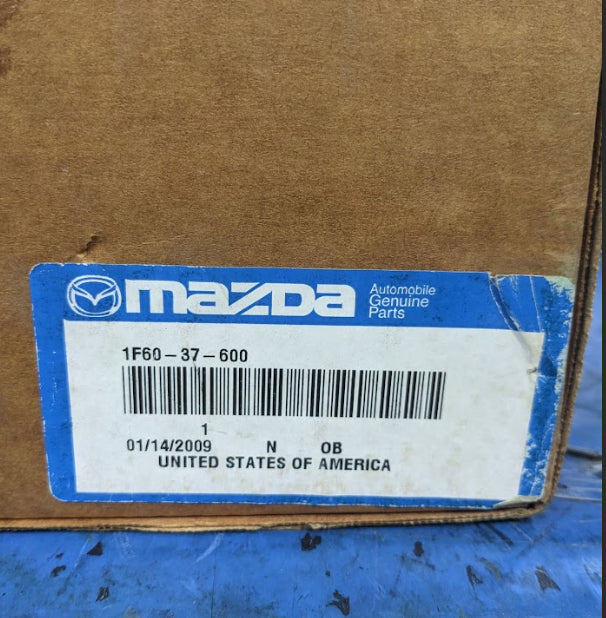 mazda
Automobile
Genuine
Parts
1F60-37-600
1
01/14/2009 N OB
UNITED STATES OF AMERICA